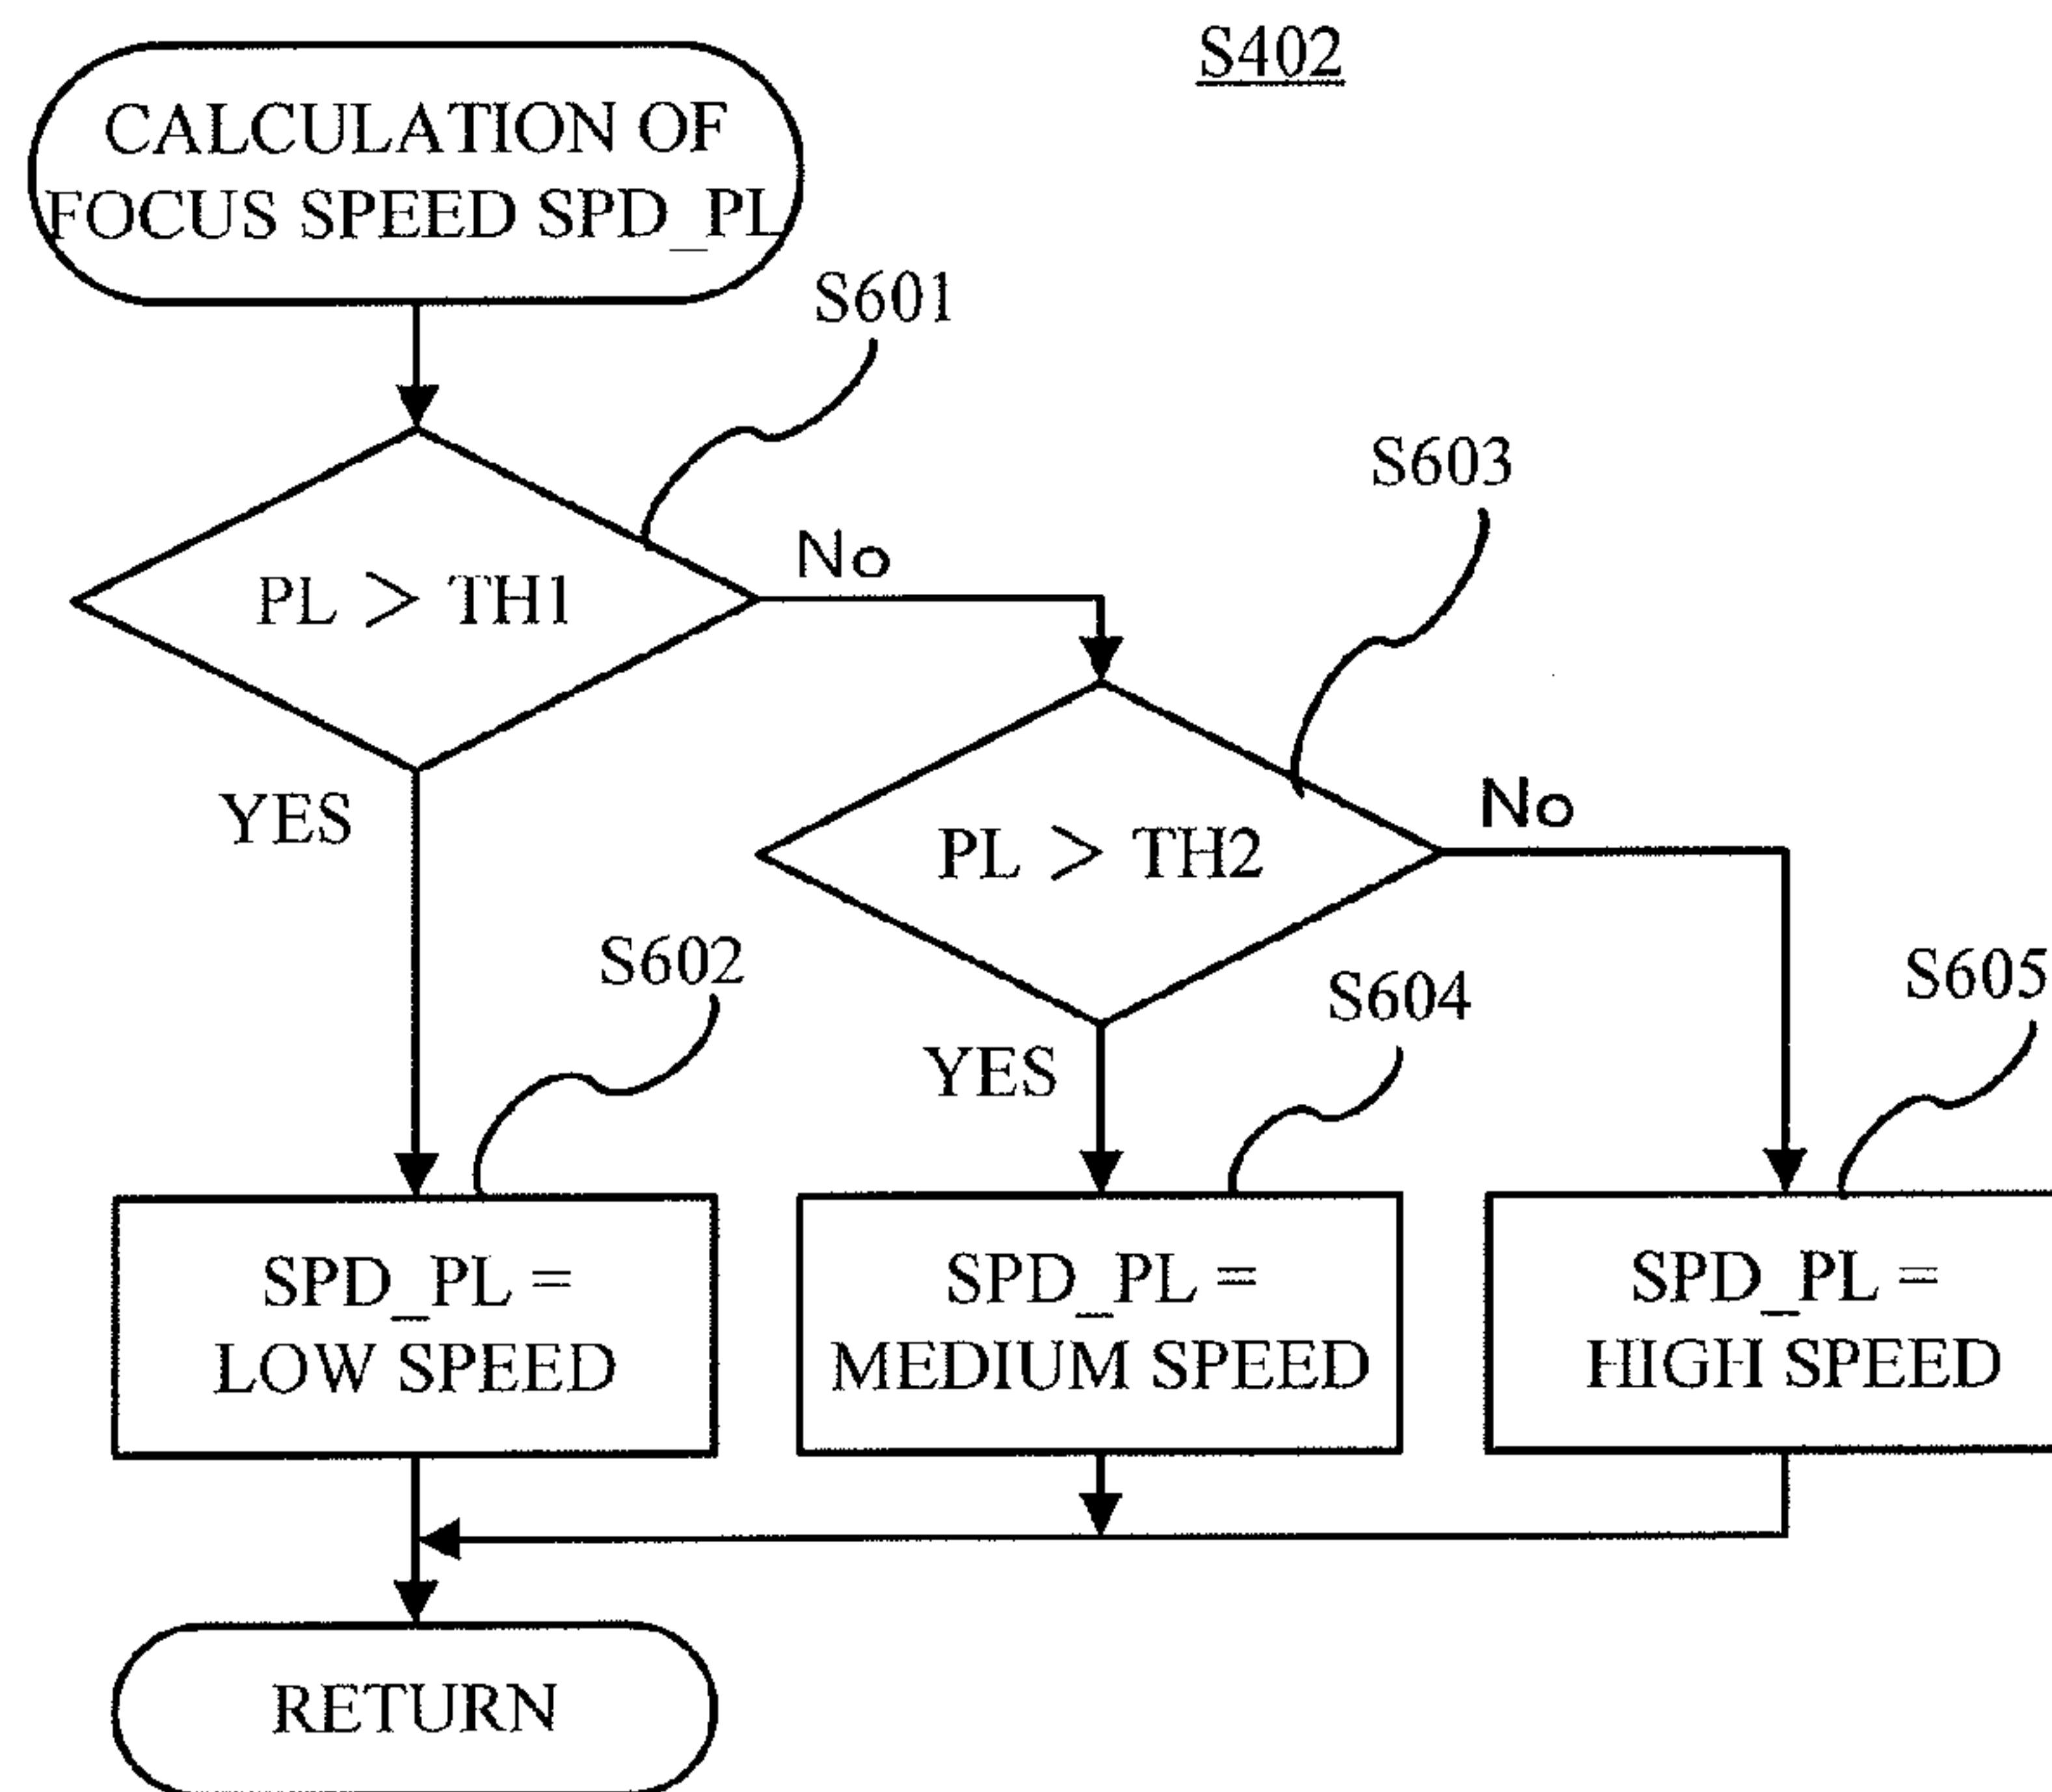 S402
CALCULATION OF
FOCUS SPEED SPD_PL
S601
PL > TH1
No
YES
S603
PL > TH2
No
YES
S602
S604
S605
SPD_PL =
LOW SPEED
SPD_PL =
MEDIUM SPEED
SPD_PL =
HIGH SPEED
RETURN